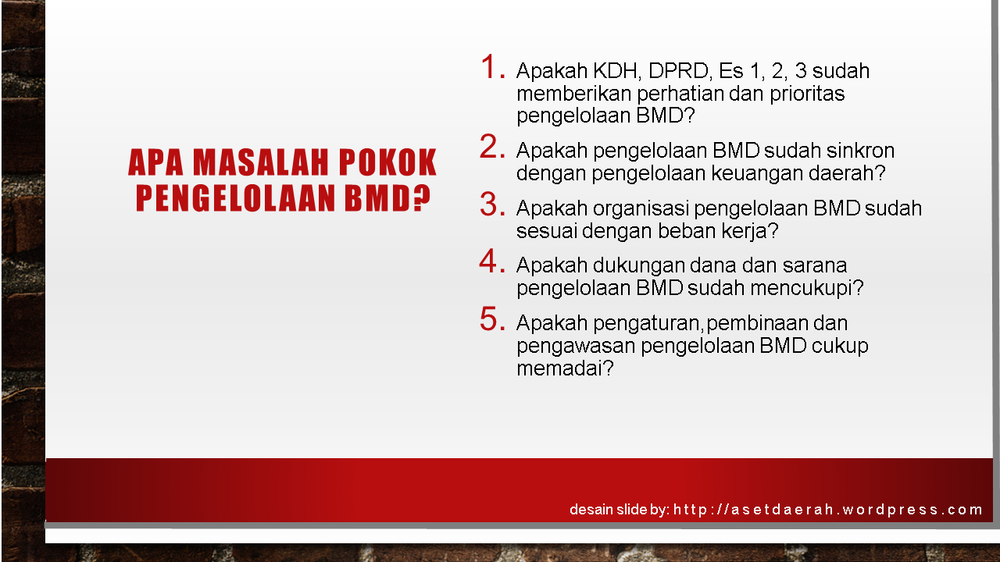 APA MASALAH POKOK
PENGELOLAAN BMD?
1. Apakah KDH, DPRD, Es 1, 2, 3 sudah
memberikan perhatian dan prioritas
pengelolaan BMD?
2. Apakah pengelolaan BMD sudah sinkron
dengan pengelolaan keuangan daerah?
3. Apakah organisasi pengelolaan BMD sudah
sesuai dengan beban kerja?
4. Apakah dukungan dana dan sarana
pengelolaan BMD sudah mencukupi?
5. Apakah pengaturan,pembinaan dan
pengawasan pengelolaan BMD cukup
memadai?
desain slide by: http://asetdaerah.wordpress.com